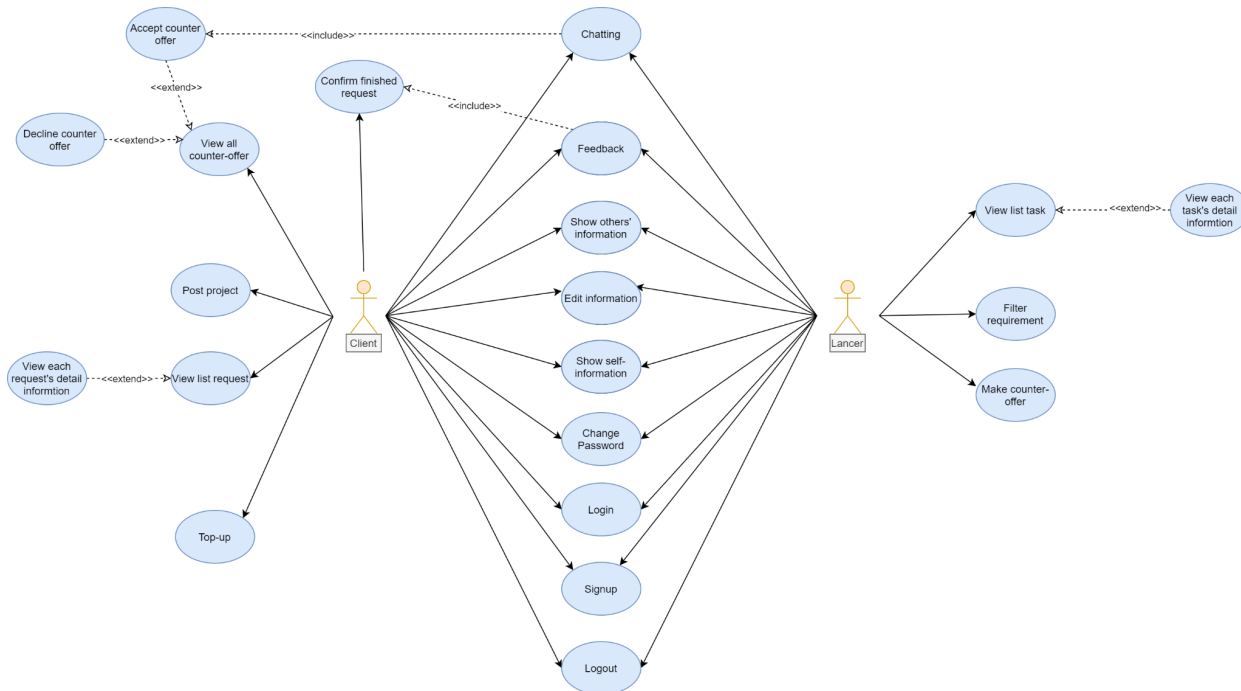 Accept counter
offer
<<include>>
Chatting
<<extend>>
Confirm finished
request
<<include>>
Decline counter
offer
<<extend>>
View all
counter-offer
Feedback
View list task
<<extend>>
View each
task's detail
informtion
Show others'
information
Post project
Edit information
Filter
requirement
Client
Lancer
View each
request's detail
informtion
<<extend>>
View list request
Show self-
information
Make counter-
offer
Change
Password
Login
Top-up
Signup
Logout